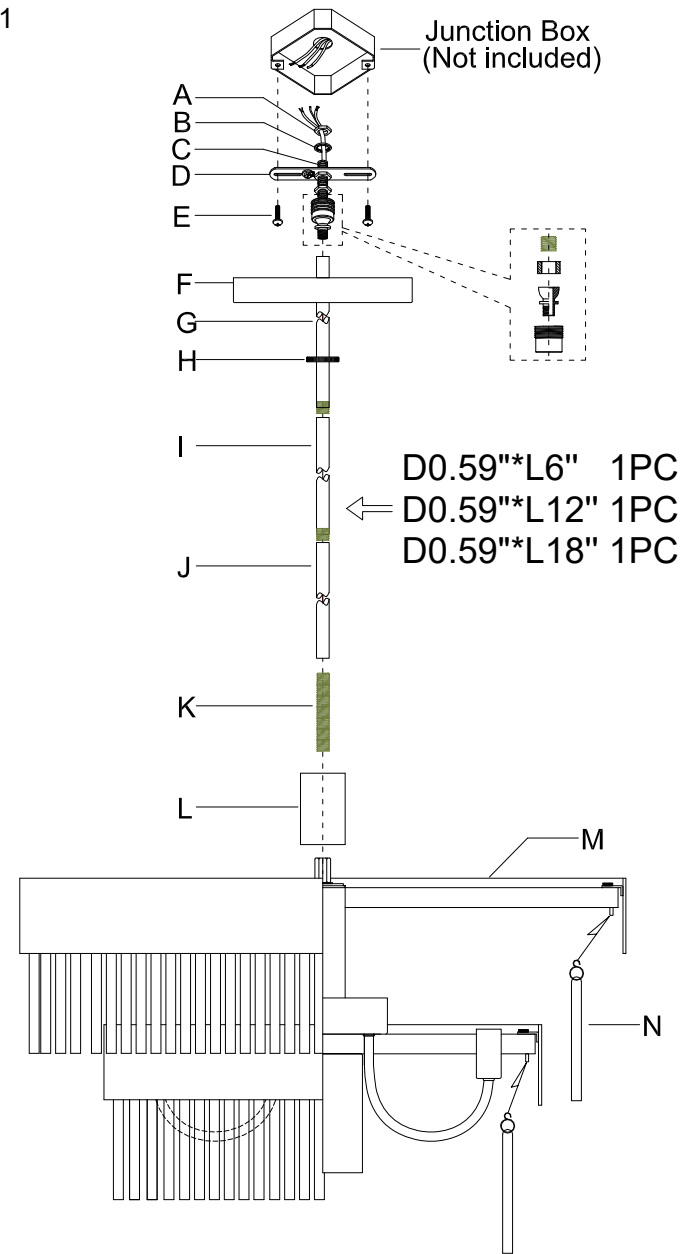 1
Junction Box
(Not included)
A
B
C
D
E
F
G
H
I
D0.59"*L6" 1PC
D0.59"*L12" 1PC
D0.59"*L18" 1PC
J
K
L
M
N